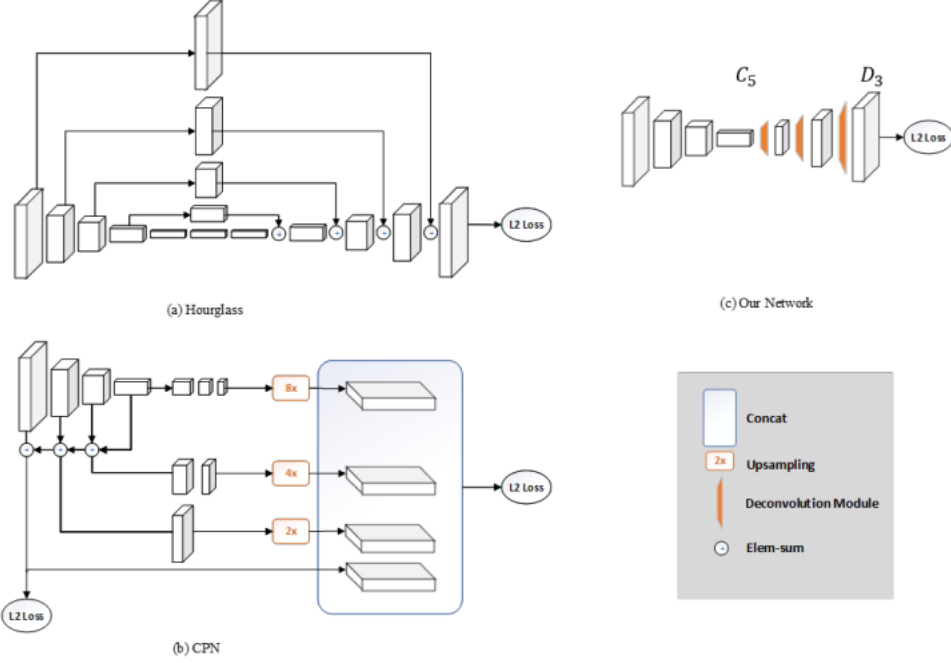 L2 Loss
(a) Hourglass
C5
D3
L2 Loss
(c) Our Network
8x
4x
2x
L2 Loss
L2 Loss
(b) CPN
Concat
2x
Upsampling
Deconvolution Module
Elem-sum